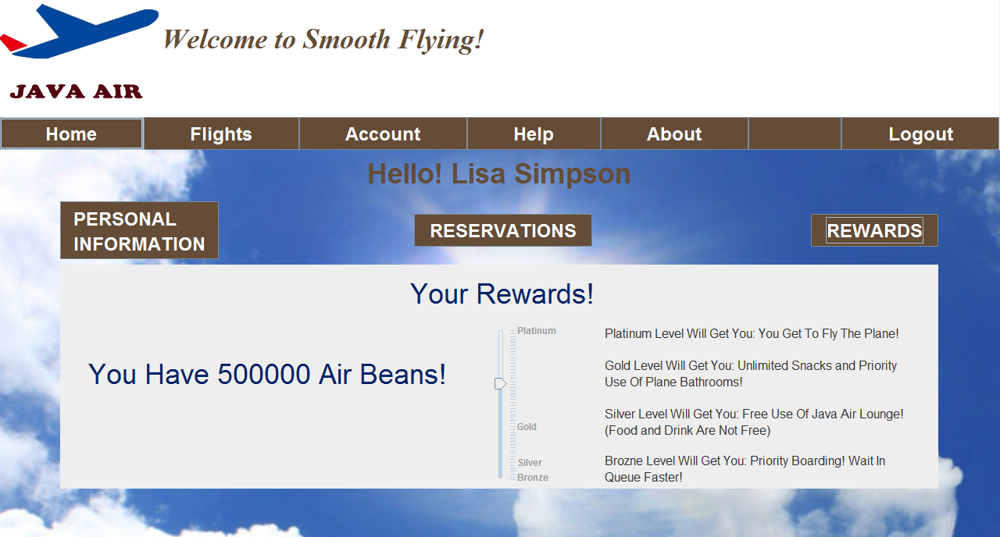 Welcome to Smooth Flying!
JAVA AIR
Home Flights Account Help About Logout
Hello! Lisa Simpson
PERSONAL
INFORMATION
RESERVATIONS
REWARDS
Your Rewards!
You Have 500000 Air Beans!
Platinum
Gold
Silver
Bronze
Platinum Level Will Get You: You Get To Fly The Plane!
Gold Level Will Get You: Unlimited Snacks and Priority
Use Of Plane Bathrooms!
Silver Level Will Get You: Free Use Of Java Air Lounge!
(Food and Drink Are Not Free)
Brozne Level Will Get You: Priority Boarding! Wait In
Queue Faster!